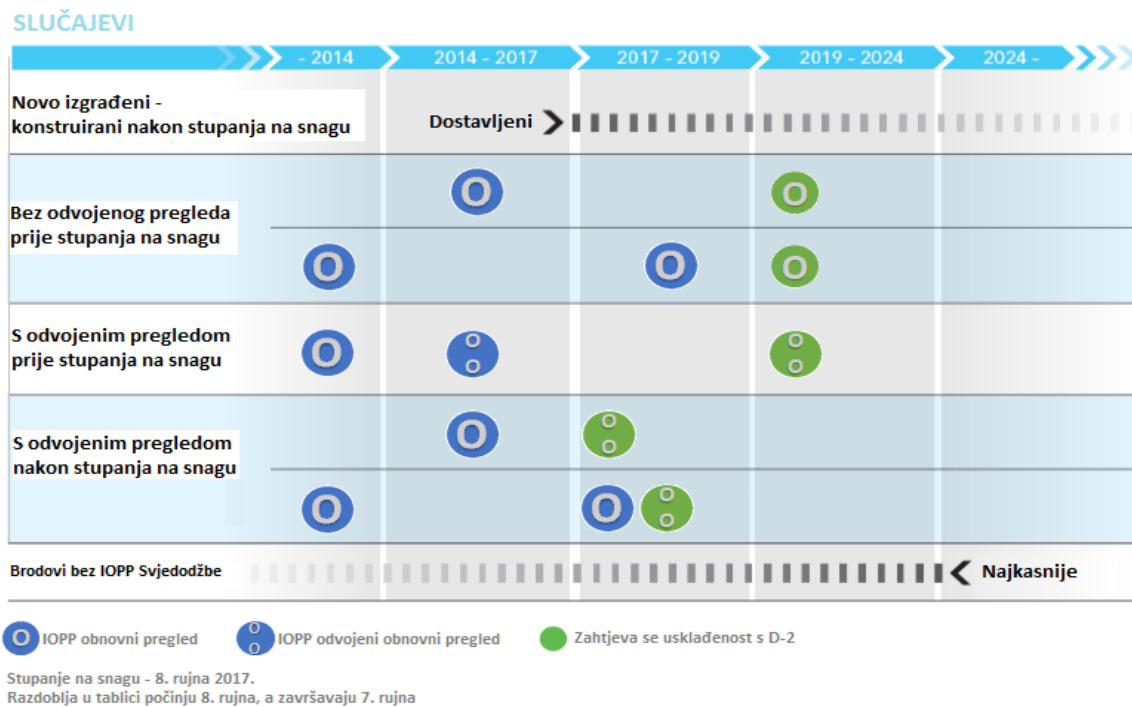 SLUČAJEVI
- 2014
2014 - 2017
2017 - 2019
2019 - 2024
2024 -
Novo izgrađeni -
konstruirani nakon stupanja na snagu
Dostavljeni
Bez odvojenog pregleda
prije stupanja na snagu
O
O
O
O
O
S odvojenim pregledom
prije stupanja na snagu
O
O
O
O
O
S odvojenim pregledom
nakon stupanja na snagu
O
O
O
O
O
O
O
Brodovi bez IOPP Svjedodžbe
Najkasnije
O IOPP obnovni pregled
O
O
IOPP odvojeni obnovni pregled
Zahtjeva se usklađenost s D-2
Stupanje na snagu - 8. rujna 2017.
Razdoblja u tablici počinju 8. rujna, a završavaju 7. rujna